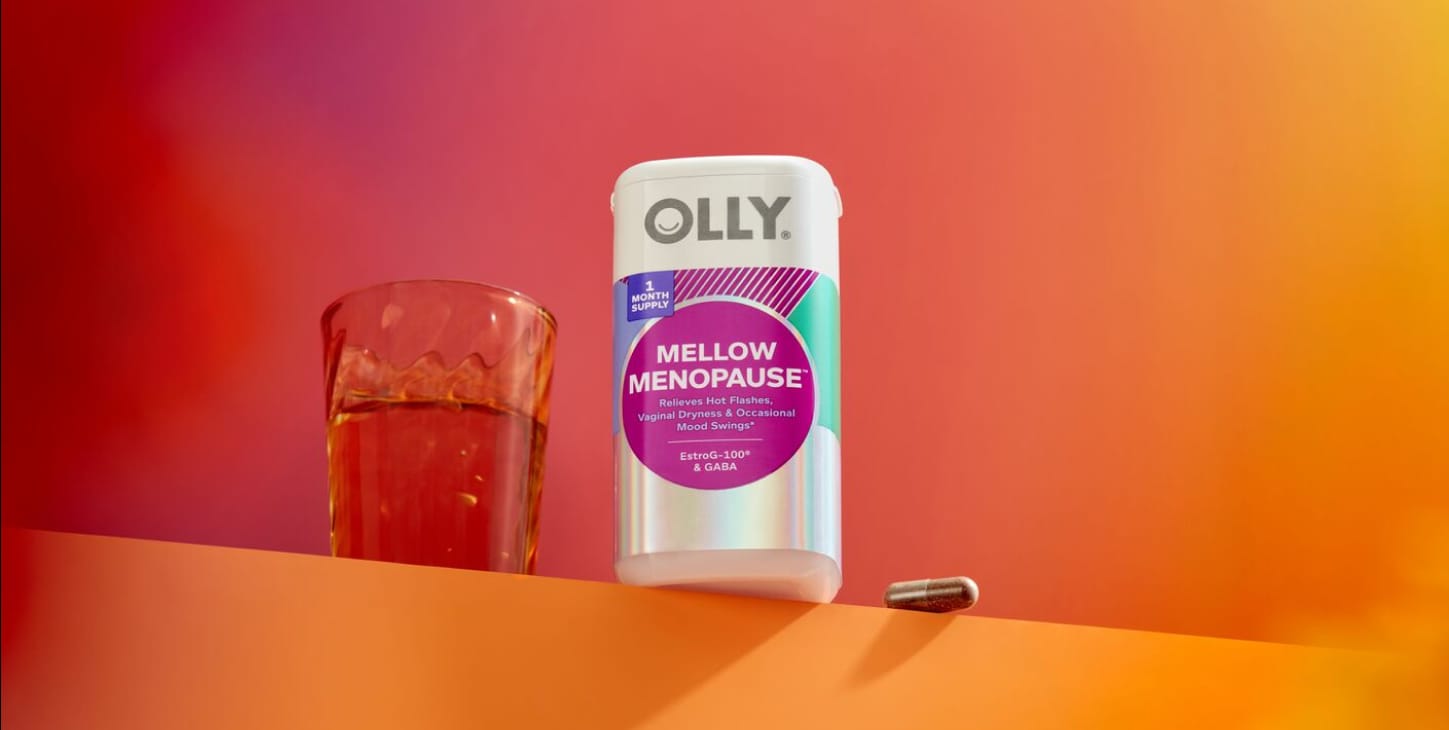 OLLY®
1
MONTH
SUPPLY
MELLOW
MENOPAUSE™
Relieves Hot Flashes,
Vaginal Dryness & Occasional
Mood Swings*
EstroG-100®
& GABA